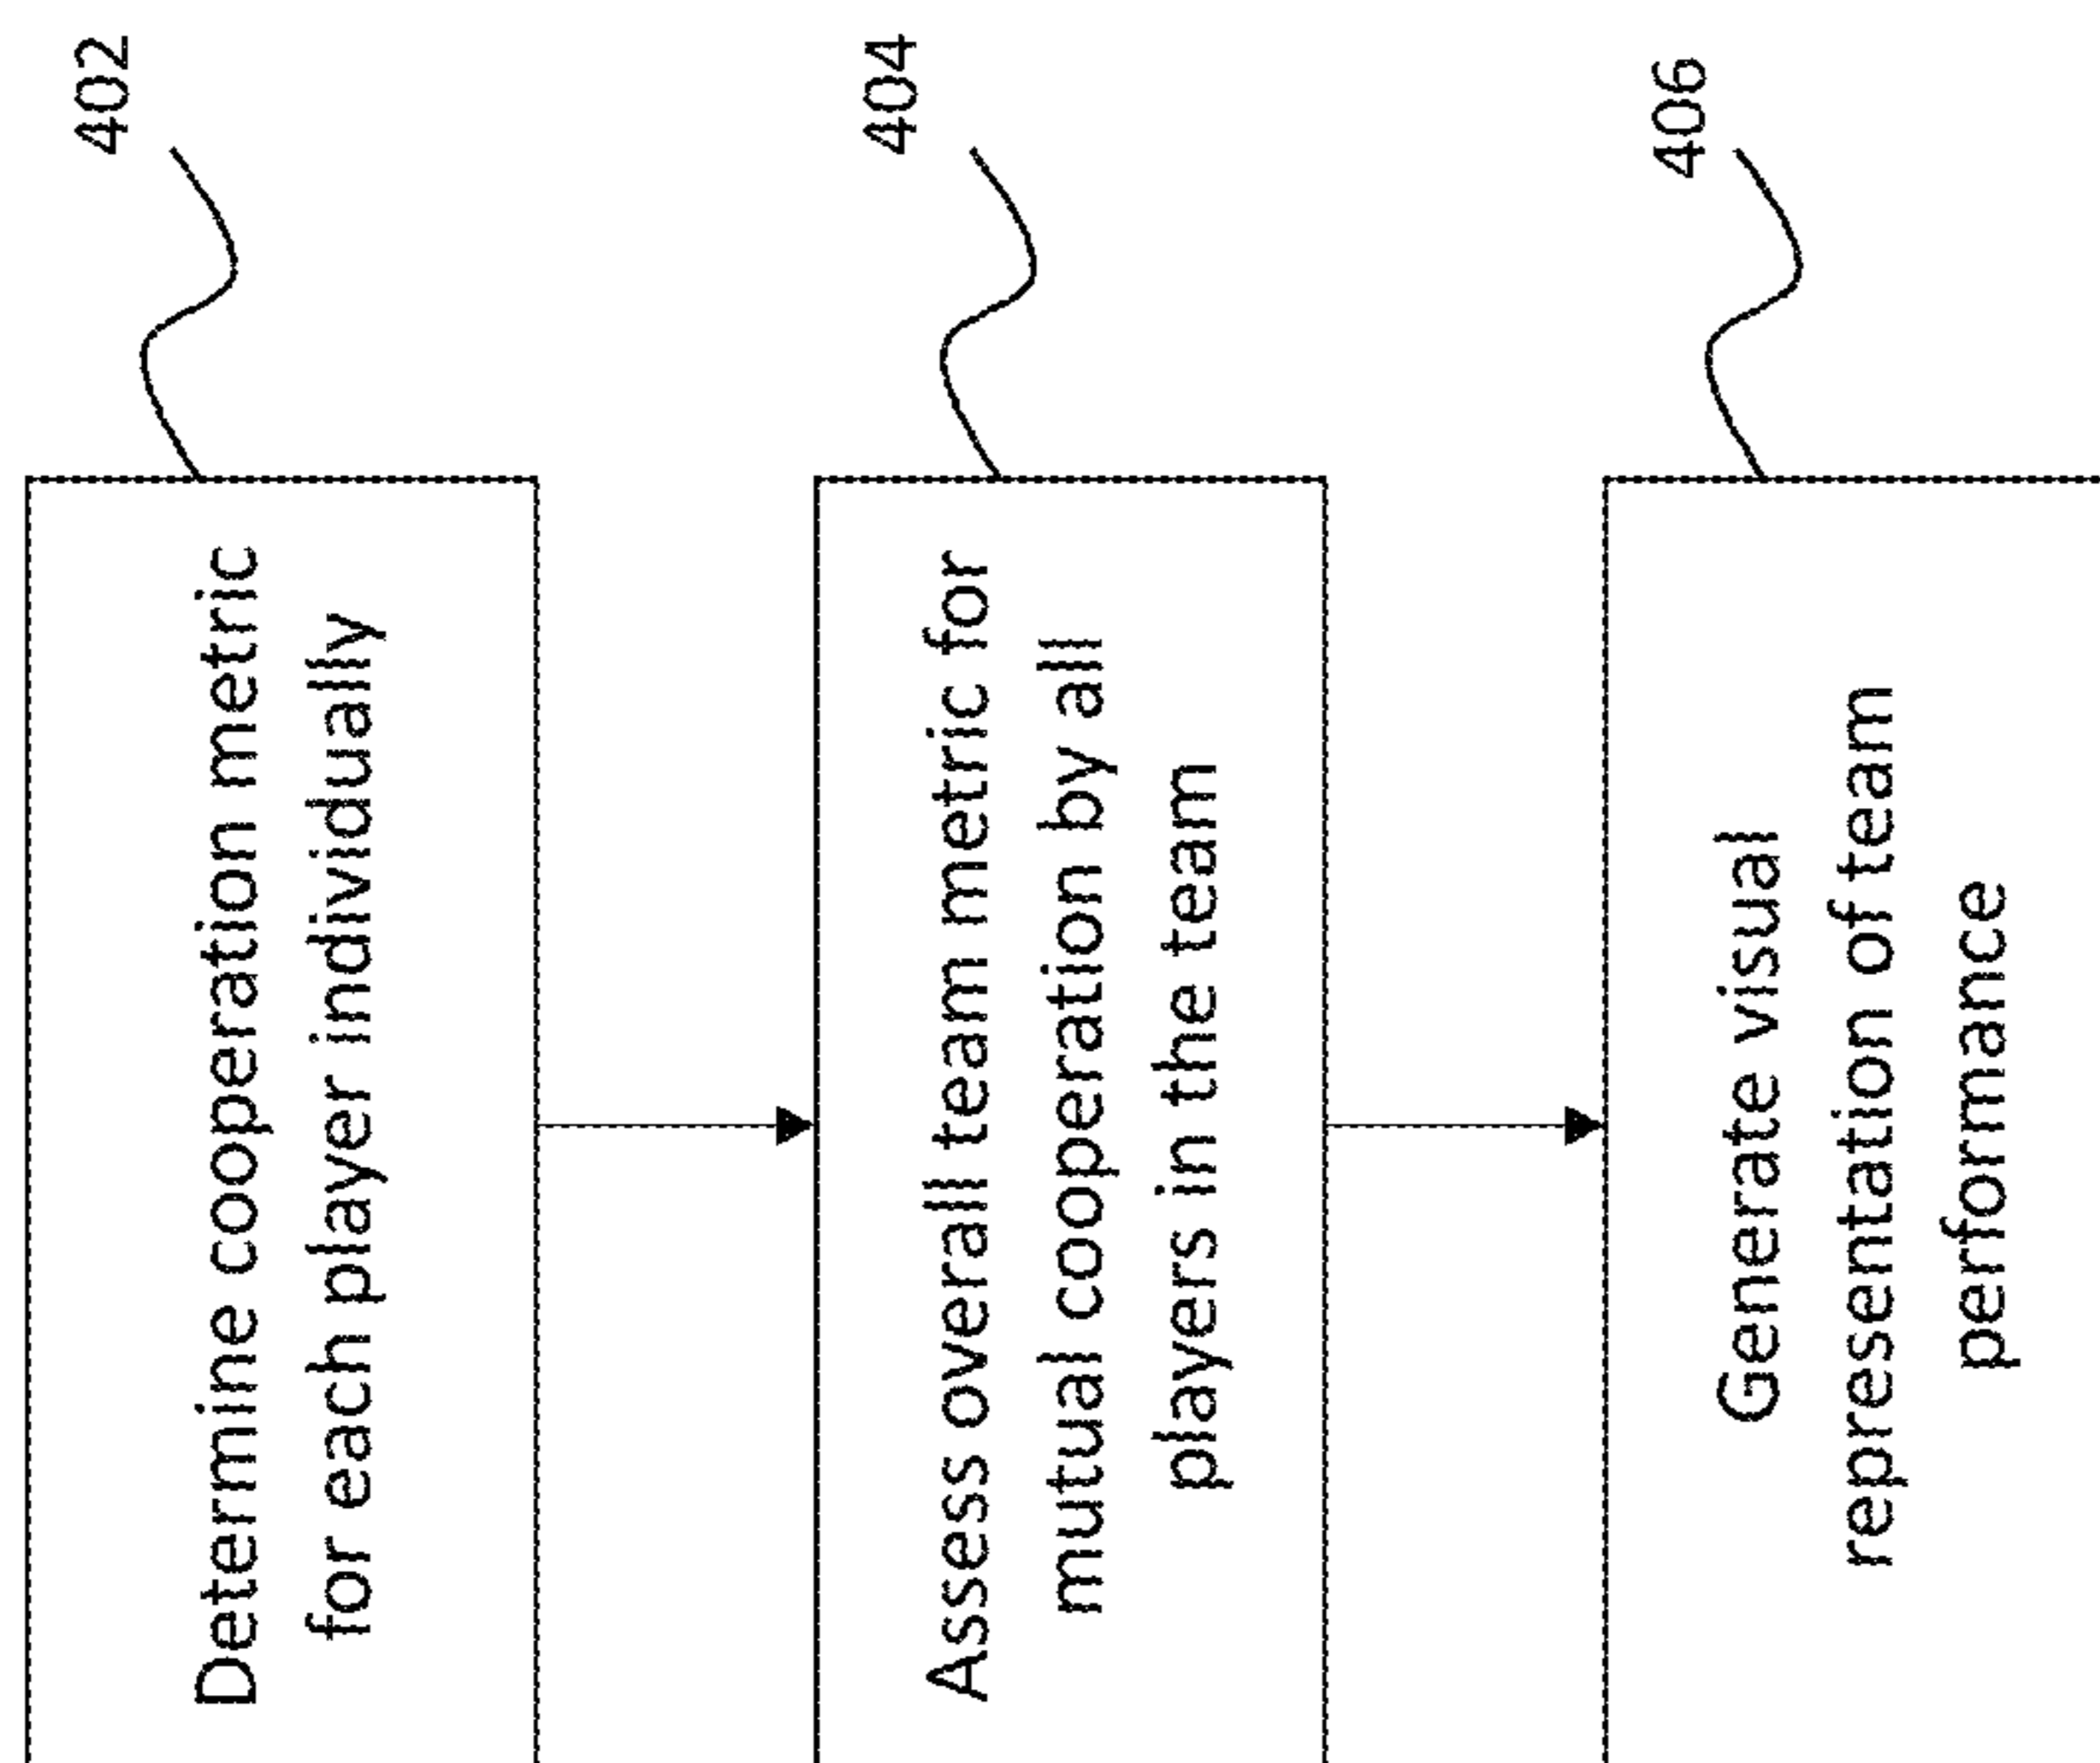 402
Determine cooperation metric
for each player individually
404
Assess overall team metric for
mutual cooperation by all
players in the team
406
Generate visual
representation of team
performance